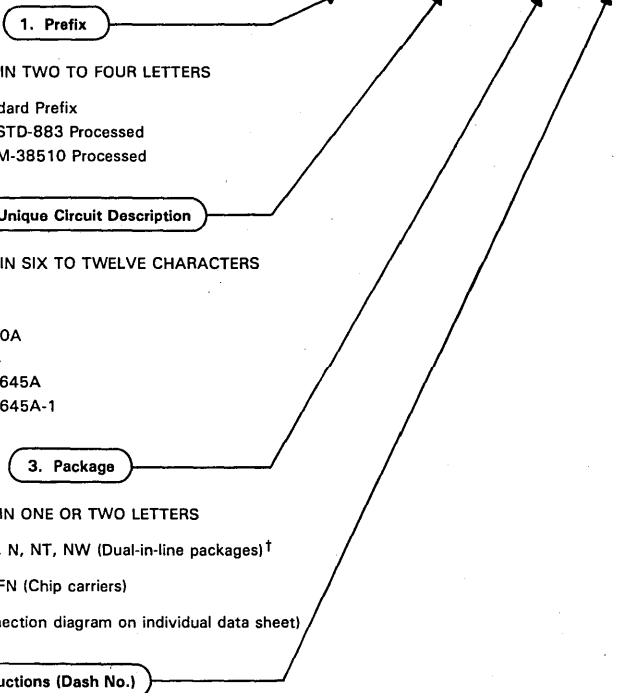 1. Prefix
IN TWO TO FOUR LETTERS
dard Prefix
STD-883 Processed
M-38510 Processed
Unique Circuit Description
IN SIX TO TWELVE CHARACTERS
0A
645A
645A-1
3. Package
IN ONE OR TWO LETTERS
, N, NT, NW (Dual-in-line packages)†
FN (Chip carriers)
ection diagram on individual data sheet)
uctions (Dash No.)